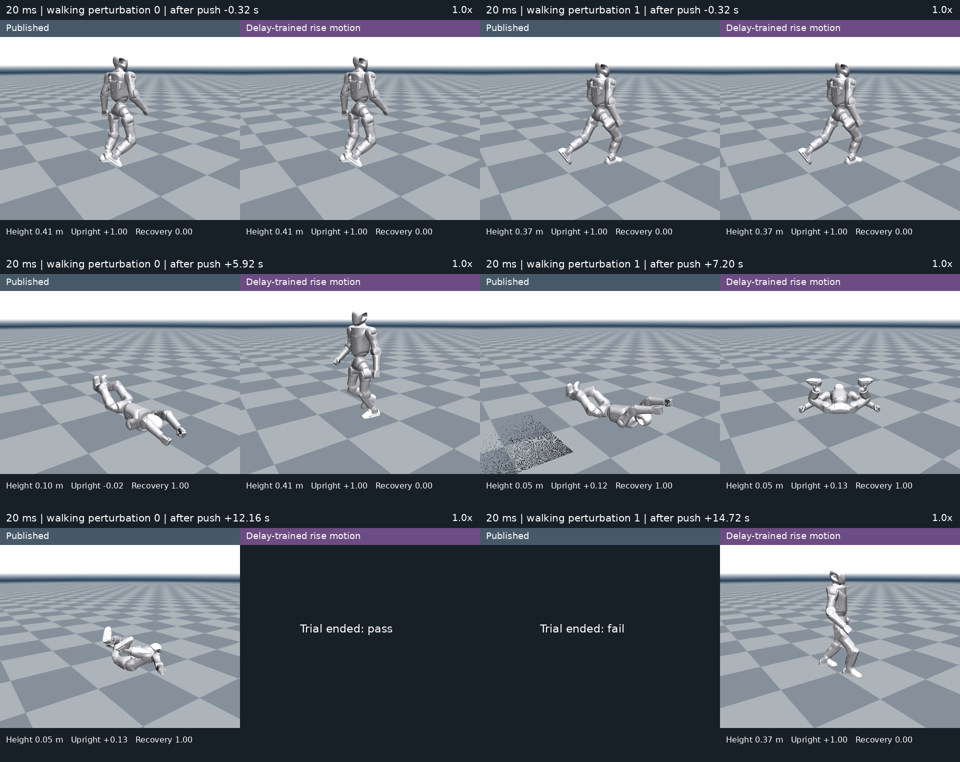 20 ms | walking perturbation 0 | after push -0.32 s 1.0x
20 ms | walking perturbation 1 | after push -0.32 s 1.0x
Published
Delay-trained rise motion
Published
Delay-trained rise motion
Height 0.41 m Upright +1.00 Recovery 0.00
Height 0.41 m Upright +1.00 Recovery 0.00
Height 0.37 m Upright +1.00 Recovery 0.00
Height 0.37 m Upright +1.00 Recovery 0.00
20 ms | walking perturbation 0 | after push +5.92 s 1.0x
20 ms | walking perturbation 1 | after push +7.20 s 1.0x
Published
Delay-trained rise motion
Published
Delay-trained rise motion
Height 0.10 m Upright -0.02 Recovery 1.00
Height 0.41 m Upright +1.00 Recovery 0.00
Height 0.05 m Upright +0.12 Recovery 1.00
Height 0.05 m Upright +0.13 Recovery 1.00
20 ms | walking perturbation 0 | after push +12.16 s 1.0x
20 ms | walking perturbation 1 | after push +14.72 s 1.0x
Published
Delay-trained rise motion
Published
Delay-trained rise motion
Trial ended: pass
Trial ended: fail
Height 0.05 m Upright +0.13 Recovery 1.00
Height 0.37 m Upright +1.00 Recovery 0.00